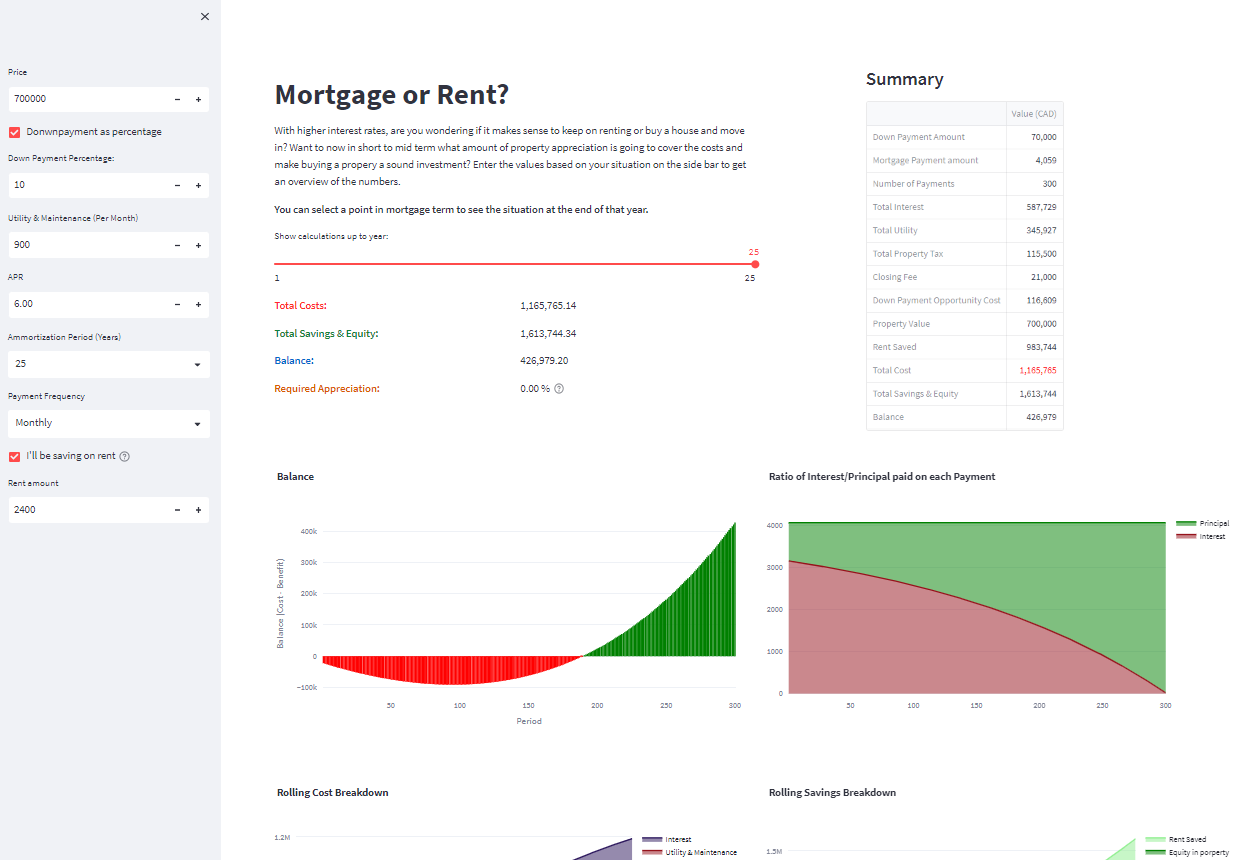 Price
700000
Donwnpayment as percentage
Down Payment Percentage:
10
Utility & Maintenance (Per Month)
900
APR
6.00
Ammortization Period (Years)
25
Payment Frequency
Monthly
I'll be saving on rent
Rent amount
2400
Mortgage or Rent?
With higher interest rates, are you wondering if it makes sense to keep on renting or buy a house and move
in? Want to now in short to mid term what amount of property appreciation is going to cover the costs and
make buying a propery a sound investment? Enter the values based on your situation on the side bar to get
an overview of the numbers.
You can select a point in mortgage term to see the situation at the end of that year.
Show calculations up to year:
25
1 25
Total Costs: 1,165,765.14
Total Savings & Equity: 1,613,744.34
Balance: 426,979.20
Required Appreciation: 0.00 %
Summary
Value (CAD)
Down Payment Amount 70,000
Mortgage Payment amount 4,059
Number of Payments 300
Total Interest 587,729
Total Utility 345,927
Total Property Tax 115,500
Closing Fee 21,000
Down Payment Opportunity Cost 116,609
Property Value 700,000
Rent Saved 983,744
Total Cost 1,165,765
Total Savings & Equity 1,613,744
Balance 426,979
Balance
400k
300k
200k
100k
0
−100k
50 100 150 200 250 300
Period
Balance (Cost - Benefit)
Ratio of Interest/Principal paid on each Payment
4000
3000
2000
1000
0
50 100 150 200 250 300
Principal
Interest
Rolling Cost Breakdown
1.2M
Interest
Utility & Maintenance
Rolling Savings Breakdown
1.5M
Rent Saved
Equity in porperty